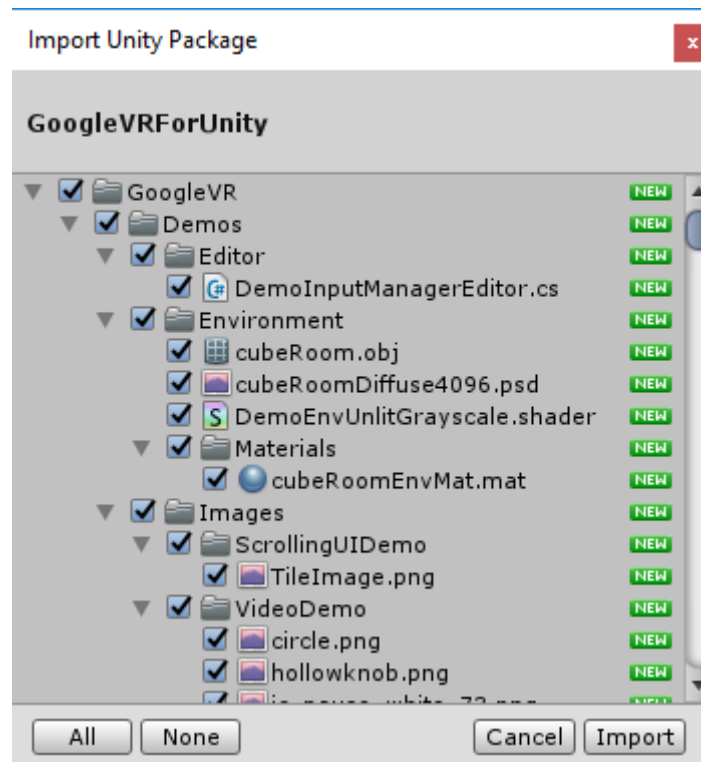 Import Unity Package
x
GoogleVRForUnity
GoogleVR NEW
Demos NEW
Editor NEW
DemoInputManagerEditor.cs NEW
Environment NEW
cubeRoom.obj NEW
cubeRoomDiffuse4096.psd NEW
S DemoEnvUnlitGrayscale.shader NEW
Materials NEW
cubeRoomEnvMat.mat NEW
Images NEW
ScrollingUIDemo NEW
TileImage.png NEW
VideoDemo NEW
circle.png NEW
hollowknob.png NEW
All None Cancel Import